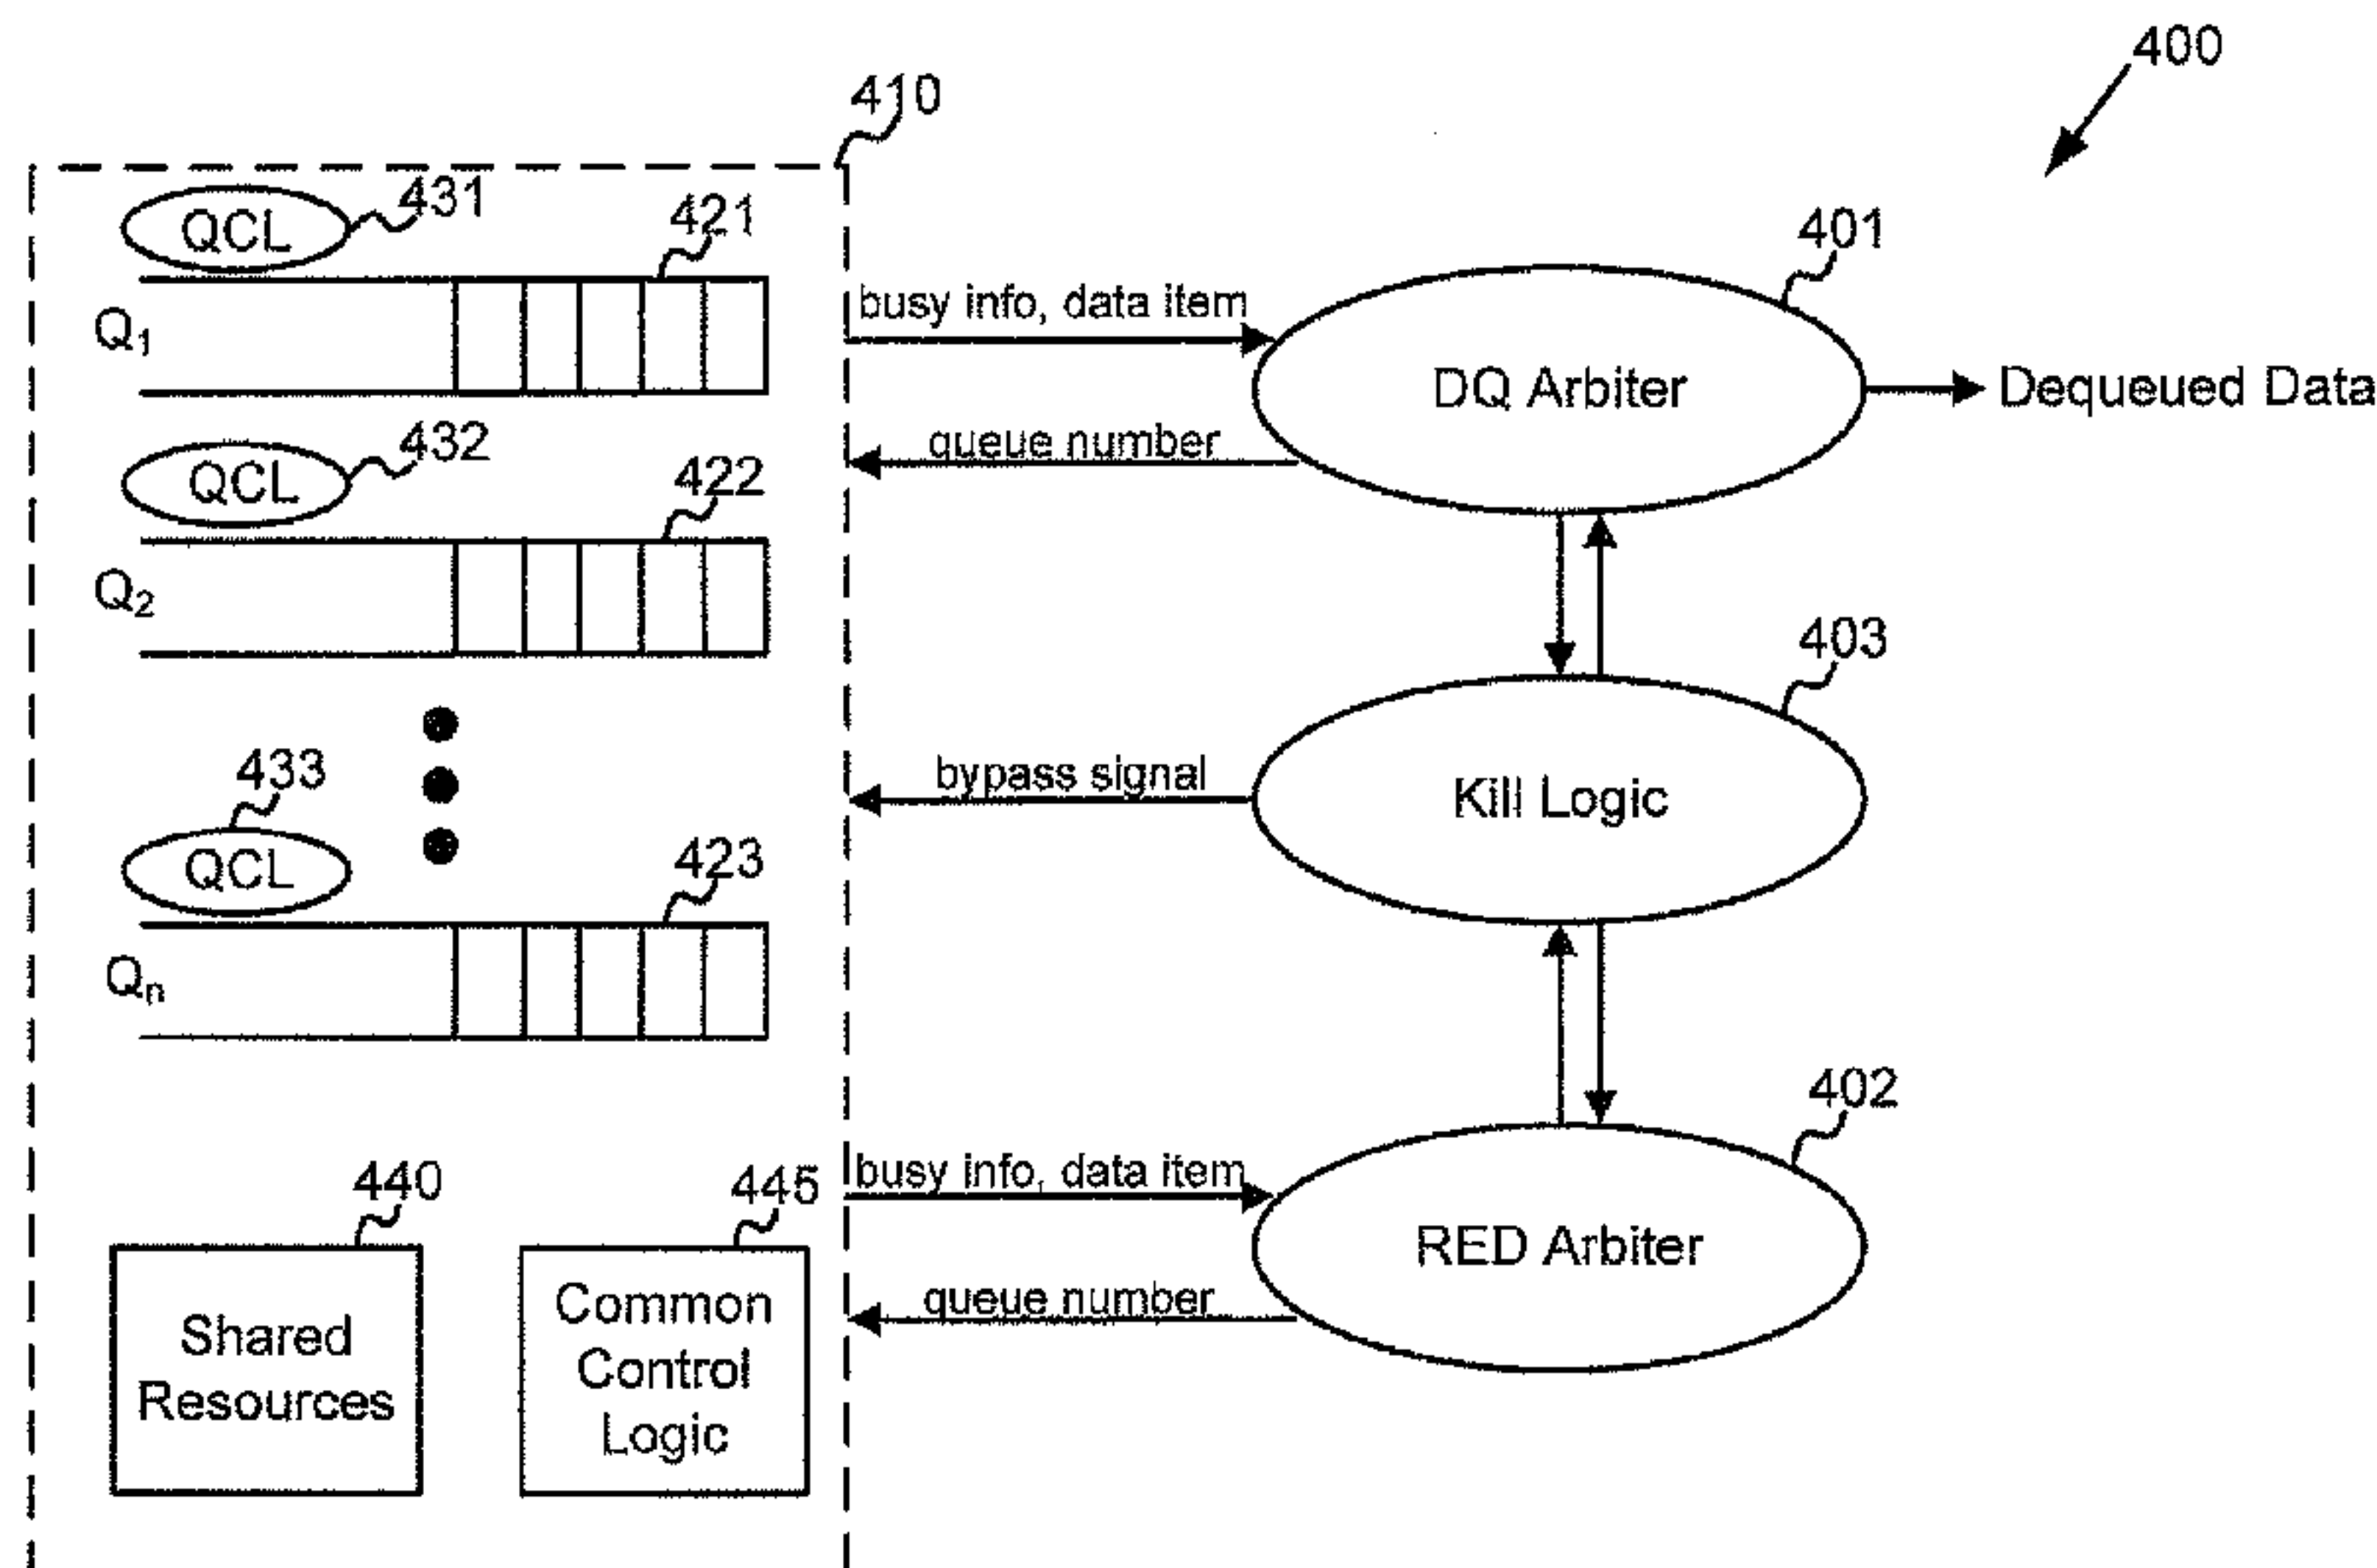 400
410
QCL
431
421
Q1
busy info, data item
401
DQ Arbiter
Dequeued Data
queue number
QCL
432
422
Q2
403
bypass signal
Kill Logic
433
QCL
423
Qn
402
busy info, data item
RED Arbiter
queue number
440
Shared
Resources
445
Common
Control
Logic